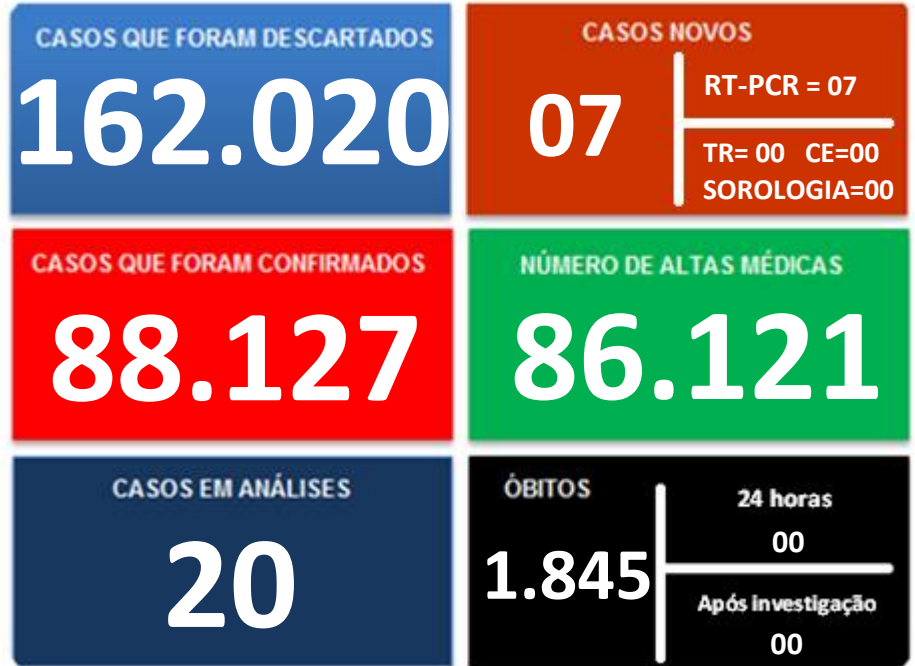 CASOS QUE FORAM DESCARTADOS
162.020
CASOS NOVOS
07
RT-PCR = 07
TR= 00 CE=00
SOROLOGIA=00
CASOS QUE FORAM CONFIRMADOS
88.127
NÚMERO DE ALTAS MÉDICAS
86.121
CASOS EM ANÁLISES
20
ÓBITOS
1.845
24 horas
00
Após investigação
00